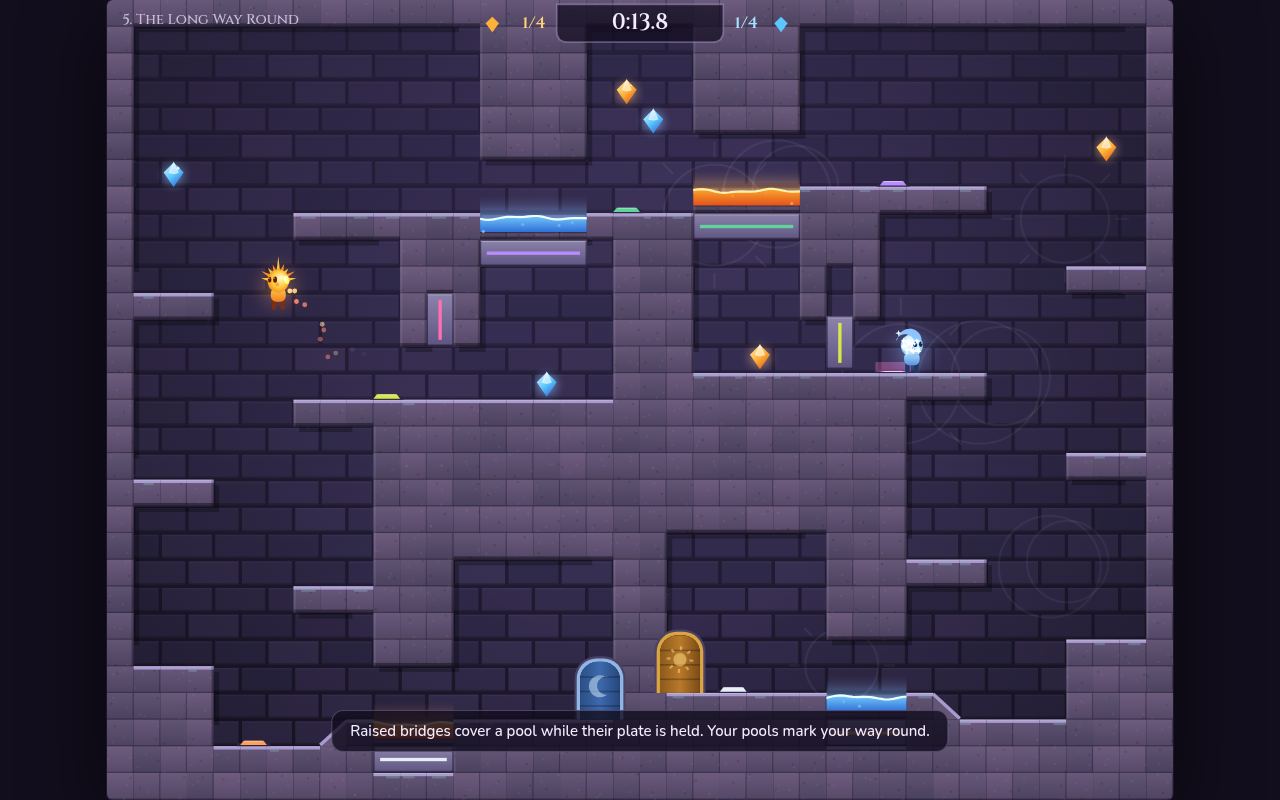 5. The Long Way Round
1/4
0:13.8
1/4
Raised bridges cover a pool while their plate is held. Your pools mark your way round.